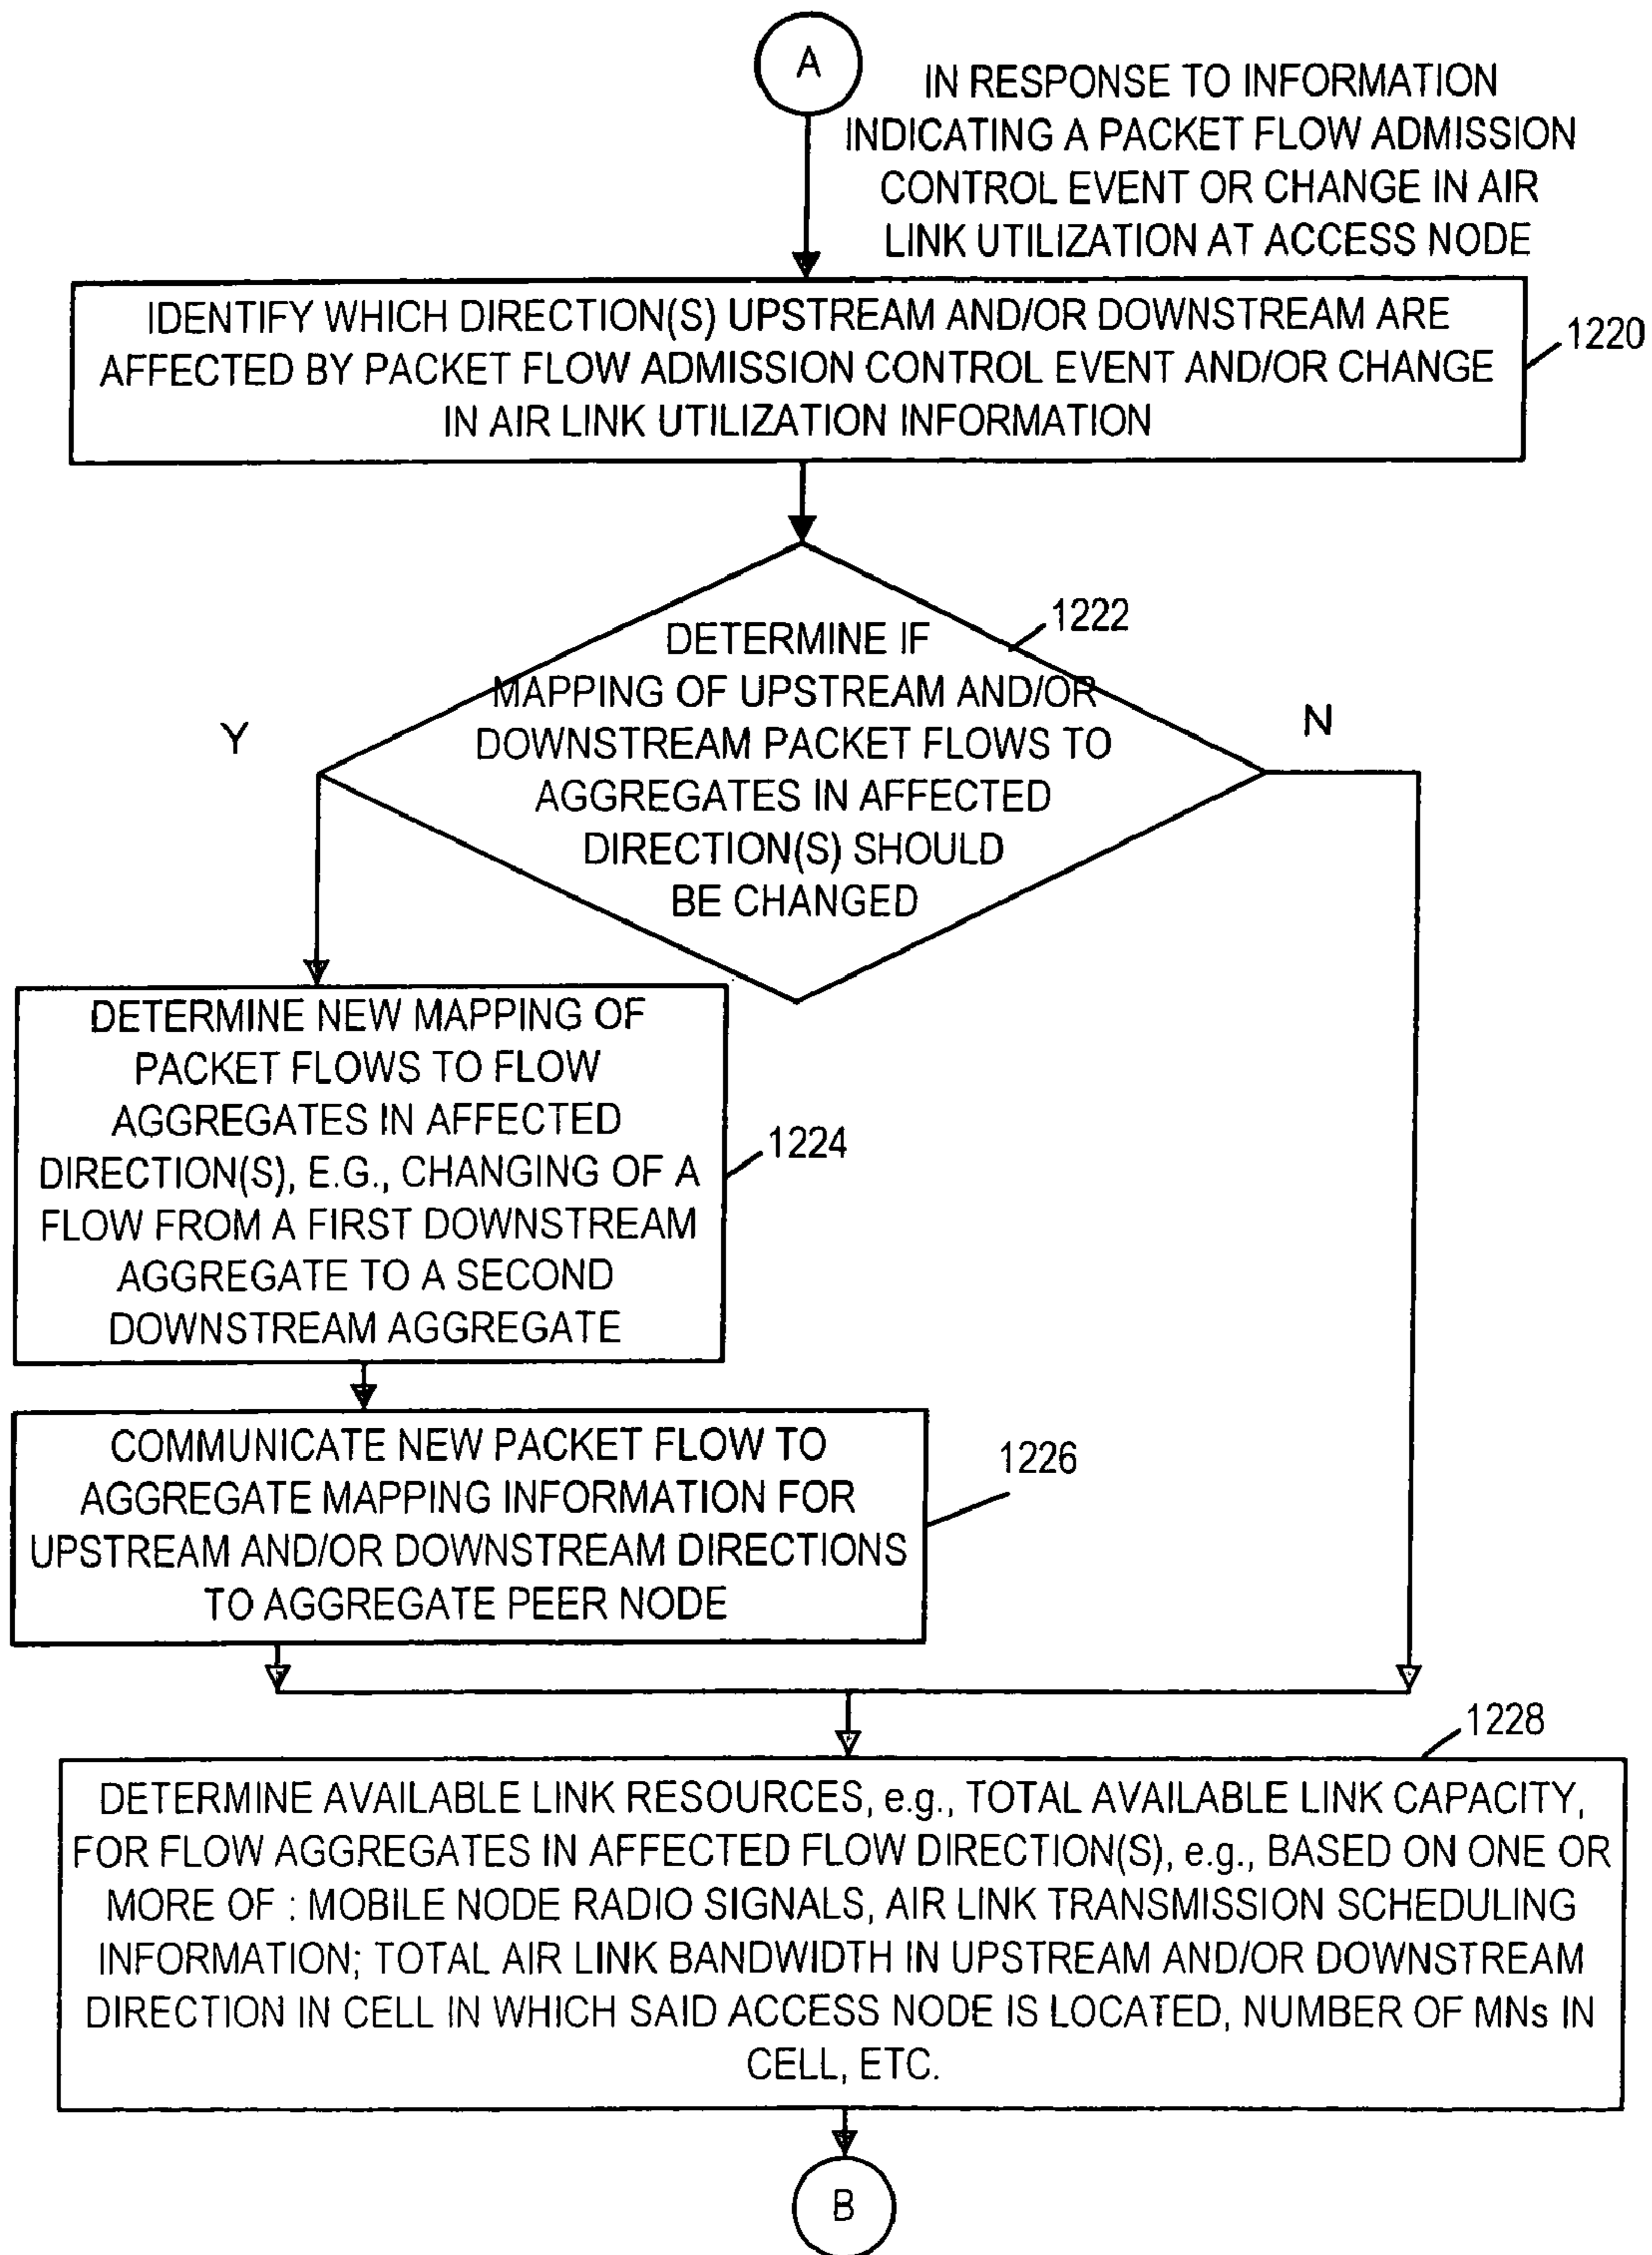 A
IN RESPONSE TO INFORMATION
INDICATING A PACKET FLOW ADMISSION
CONTROL EVENT OR CHANGE IN AIR
LINK UTILIZATION AT ACCESS NODE
IDENTIFY WHICH DIRECTION(S) UPSTREAM AND/OR DOWNSTREAM ARE
AFFECTED BY PACKET FLOW ADMISSION CONTROL EVENT AND/OR CHANGE
IN AIR LINK UTILIZATION INFORMATION
1220
1222
DETERMINE IF
MAPPING OF UPSTREAM AND/OR
DOWNSTREAM PACKET FLOWS TO
AGGREGATES IN AFFECTED
DIRECTION(S) SHOULD
BE CHANGED
Y
N
DETERMINE NEW MAPPING OF
PACKET FLOWS TO FLOW
AGGREGATES IN AFFECTED
DIRECTION(S), E.G., CHANGING OF A
FLOW FROM A FIRST DOWNSTREAM
AGGREGATE TO A SECOND
DOWNSTREAM AGGREGATE
1224
COMMUNICATE NEW PACKET FLOW TO
AGGREGATE MAPPING INFORMATION FOR
UPSTREAM AND/OR DOWNSTREAM DIRECTIONS
TO AGGREGATE PEER NODE
1226
1228
DETERMINE AVAILABLE LINK RESOURCES, e.g., TOTAL AVAILABLE LINK CAPACITY,
FOR FLOW AGGREGATES IN AFFECTED FLOW DIRECTION(S), e.g., BASED ON ONE OR
MORE OF : MOBILE NODE RADIO SIGNALS, AIR LINK TRANSMISSION SCHEDULING
INFORMATION; TOTAL AIR LINK BANDWIDTH IN UPSTREAM AND/OR DOWNSTREAM
DIRECTION IN CELL IN WHICH SAID ACCESS NODE IS LOCATED, NUMBER OF MNs IN
CELL, ETC.
B